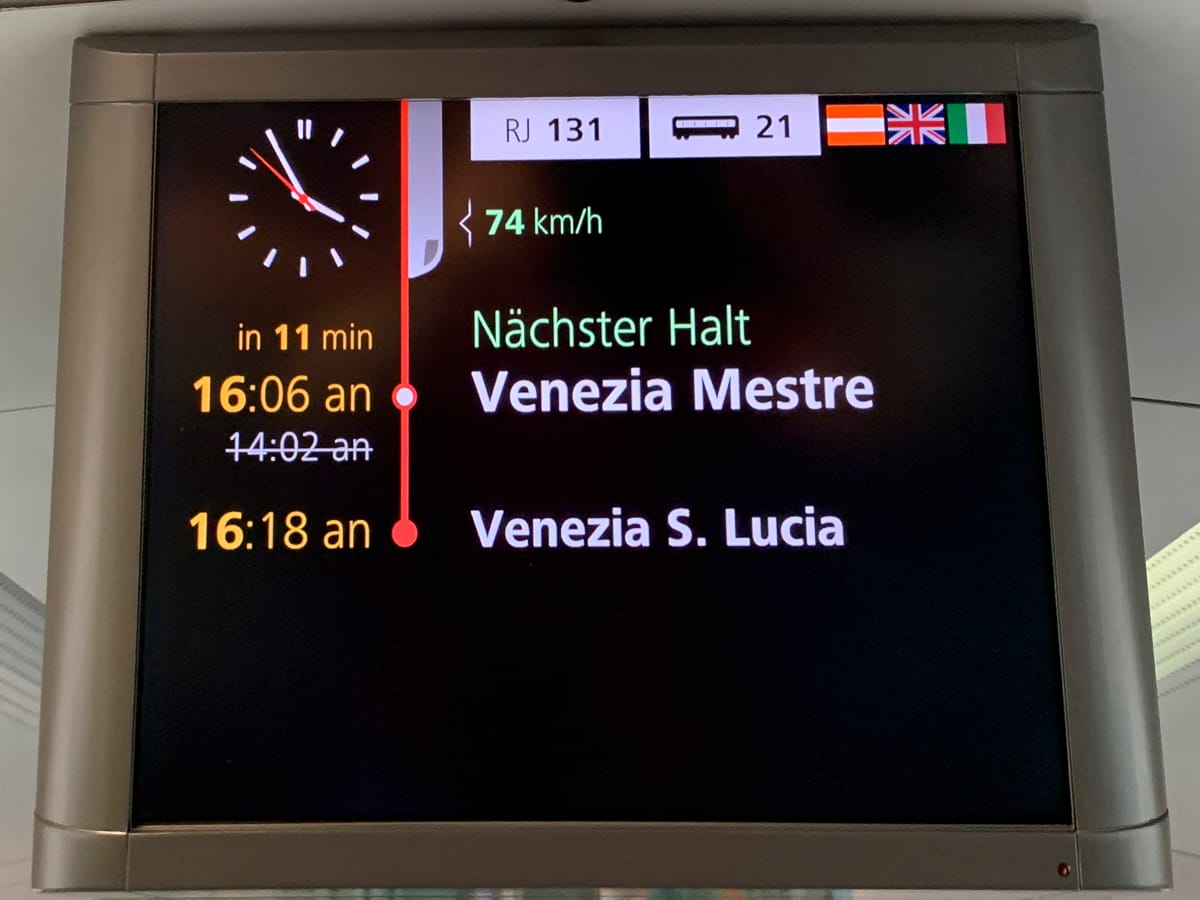 RJ 131
21
74 km/h
in 11 min
Nächster Halt
16:06 an
Venezia Mestre
14:02 an
16:18 an
Venezia S. Lucia